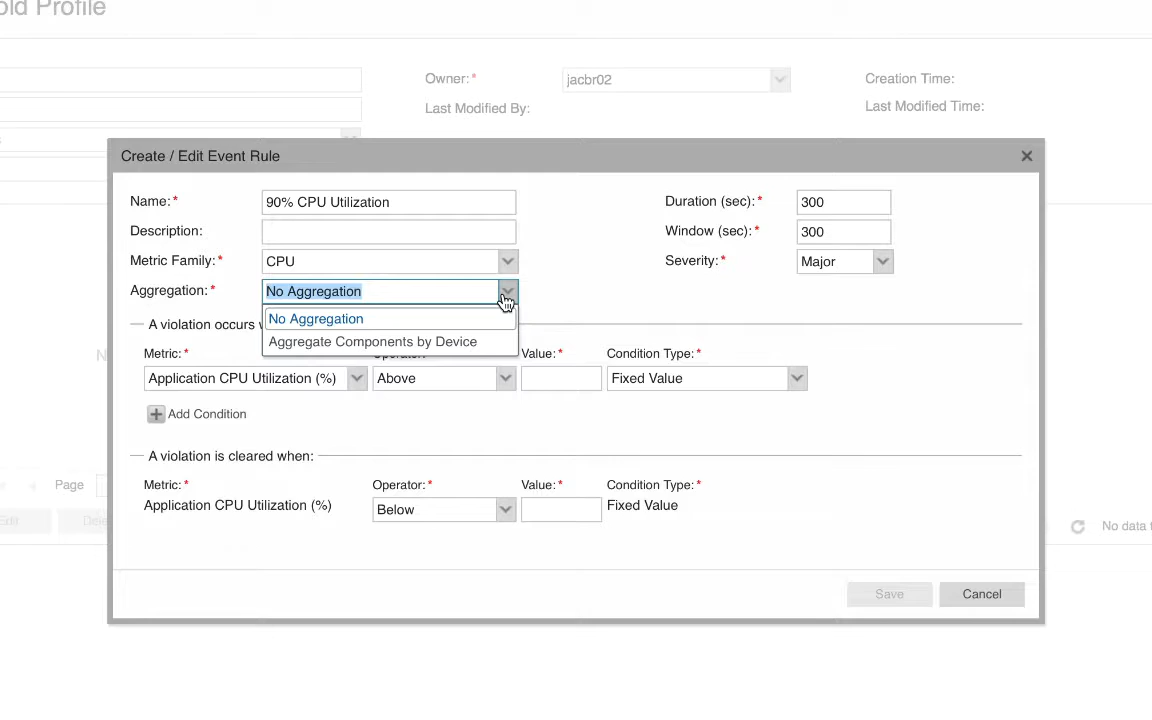 old Profile
Owner:* jacbr02 Creation Time:
Last Modified By: Last Modified Time:
Create / Edit Event Rule
Name:* 90% CPU Utilization Duration (sec):* 300
Description: Window (sec):* 300
Metric Family:* CPU Severity:* Major
Aggregation:* No Aggregation
No Aggregation
Aggregate Components by Device
A violation occurs
Metric:* Value:* Condition Type:*
Application CPU Utilization (%) Above Fixed Value
Add Condition
A violation is cleared when:
Metric:* Operator:* Value:* Condition Type:*
Application CPU Utilization (%) Below Fixed Value
Page
Edit
No data
Save Cancel